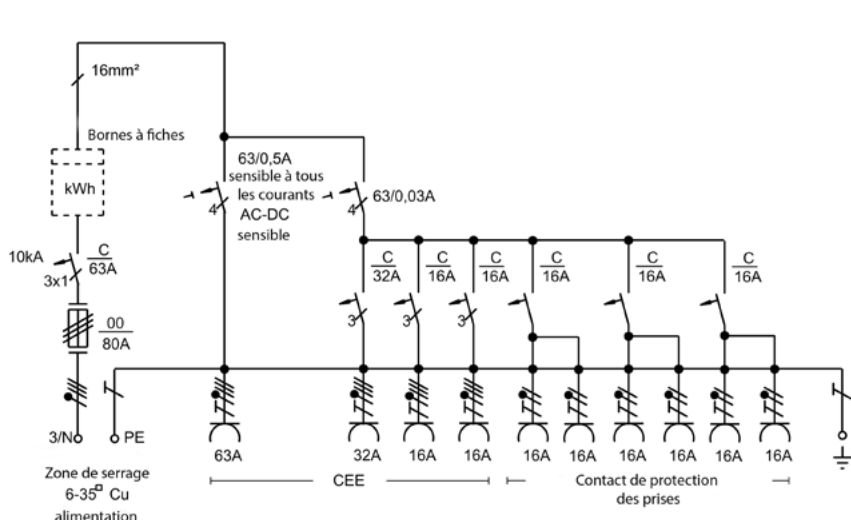 16mm²
Bornes à fiches
kWh
10kA
C
63A
3x1
00
80A
3/N
PE
Zone de serrage
6-35□ Cu
alimentation
63/0,5A
sensible à tous
les courants
AC-DC
sensible
4
63/0,03A
4
C
32A
C
16A
C
16A
C
16A
C
16A
C
16A
3
3
3
63A
32A
16A
16A
16A
16A
16A
16A
16A
16A
CEE
Contact de protection
des prises